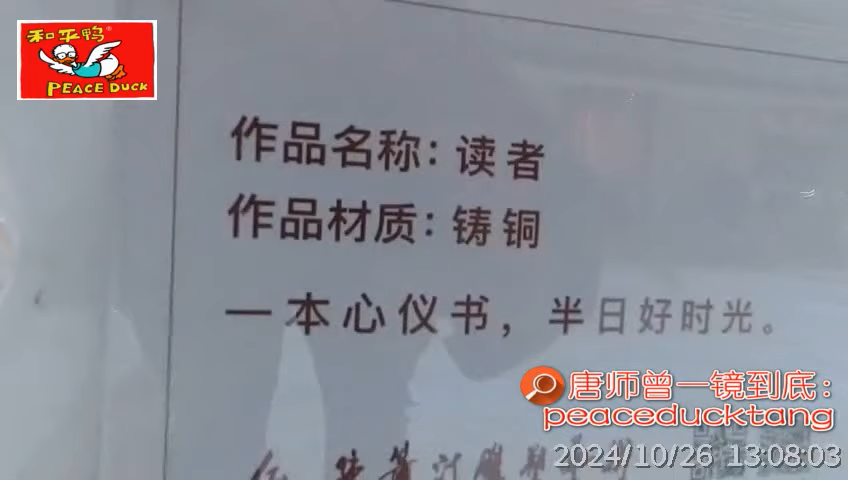 和平鸭®
PEACE DUCK
作品名称：读者
作品材质：铸铜
一本心仪书，半日好时光。
唐师曾一镜到底：
peaceducktang
2024/10/26 13:08:03